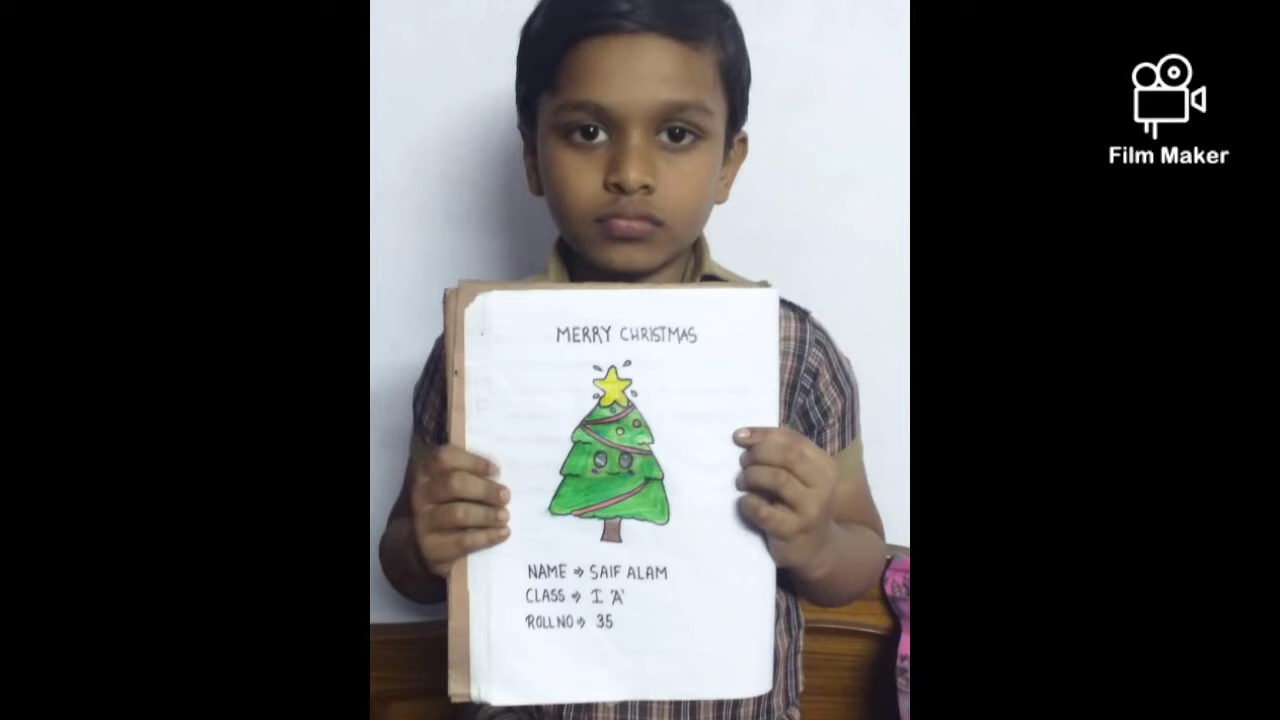 Film Maker
MERRY CHRISTMAS
NAME ⇒ SAIF ALAM
CLASS ⇒ I 'A'
ROLL NO ⇒ 35